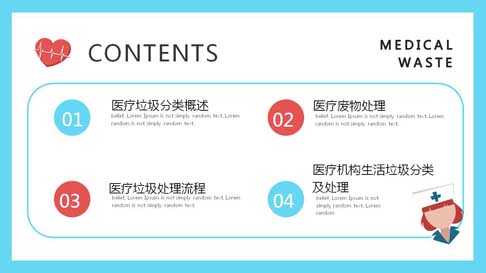 CONTENTS
MEDICAL
WASTE
01
医疗垃圾分类概述
belief. Lorem Ipsum is not simply random text. Lorem
random is not simply random text.
02
医疗废物处理
belief. Lorem Ipsum is not simply random text. Lorem
random is not simply random text.
03
医疗垃圾处理流程
belief. Lorem Ipsum is not simply random text. Lorem
random is not simply random text.
04
医疗机构生活垃圾分类
及处理
belief. Lorem Ipsum is not simply
random text. Lorem Ipsum is not simply
random